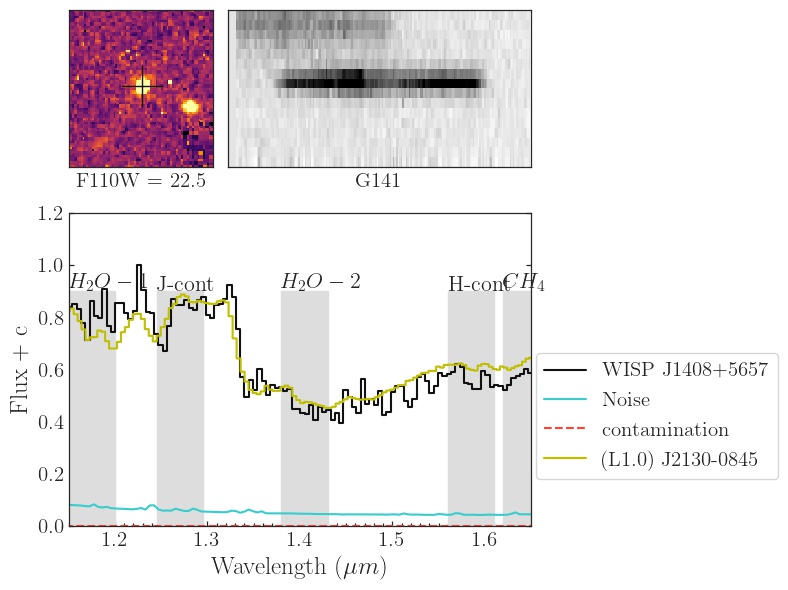 F110W = 22.5
G141
1.2
1.0
0.8
0.6
0.4
0.2
0.0
Flux + c
H₂O − 1
J-cont
H₂O − 2
H-cont
CH₄
WISP J1408+5657
Noise
contamination
(L1.0) J2130-0845
1.2
1.3
1.4
1.5
1.6
Wavelength (μm)